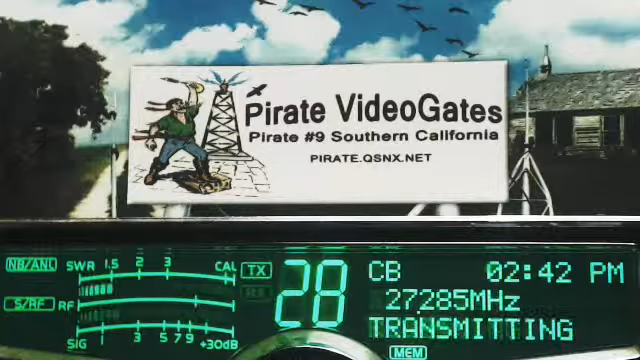 Pirate VideoGates
Pirate #9 Southern California
PIRATE.QSNX.NET
NB/ANL SWR 1.5 2 3 CAL TX 28 CB 02:42 PM
S/RF RF 27285MHz
SIG 3 5 7 9 +30dB TRANSMITTING
MEM